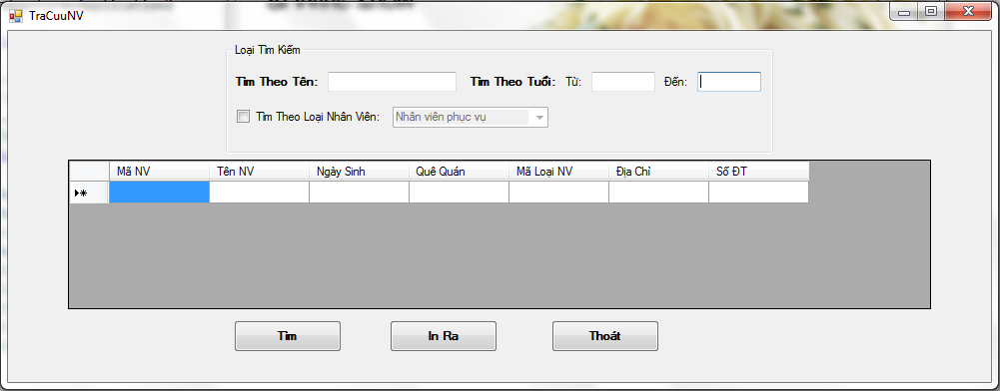 TraCuuNV
Loại Tìm Kiếm
Tìm Theo Tên: Tìm Theo Tuổi: Từ: Đến:
Tìm Theo Loại Nhân Viên: Nhân viên phục vụ
Mã NV Tên NV Ngày Sinh Quê Quán Mã Loại NV Địa Chỉ Số ĐT
Tìm In Ra Thoát